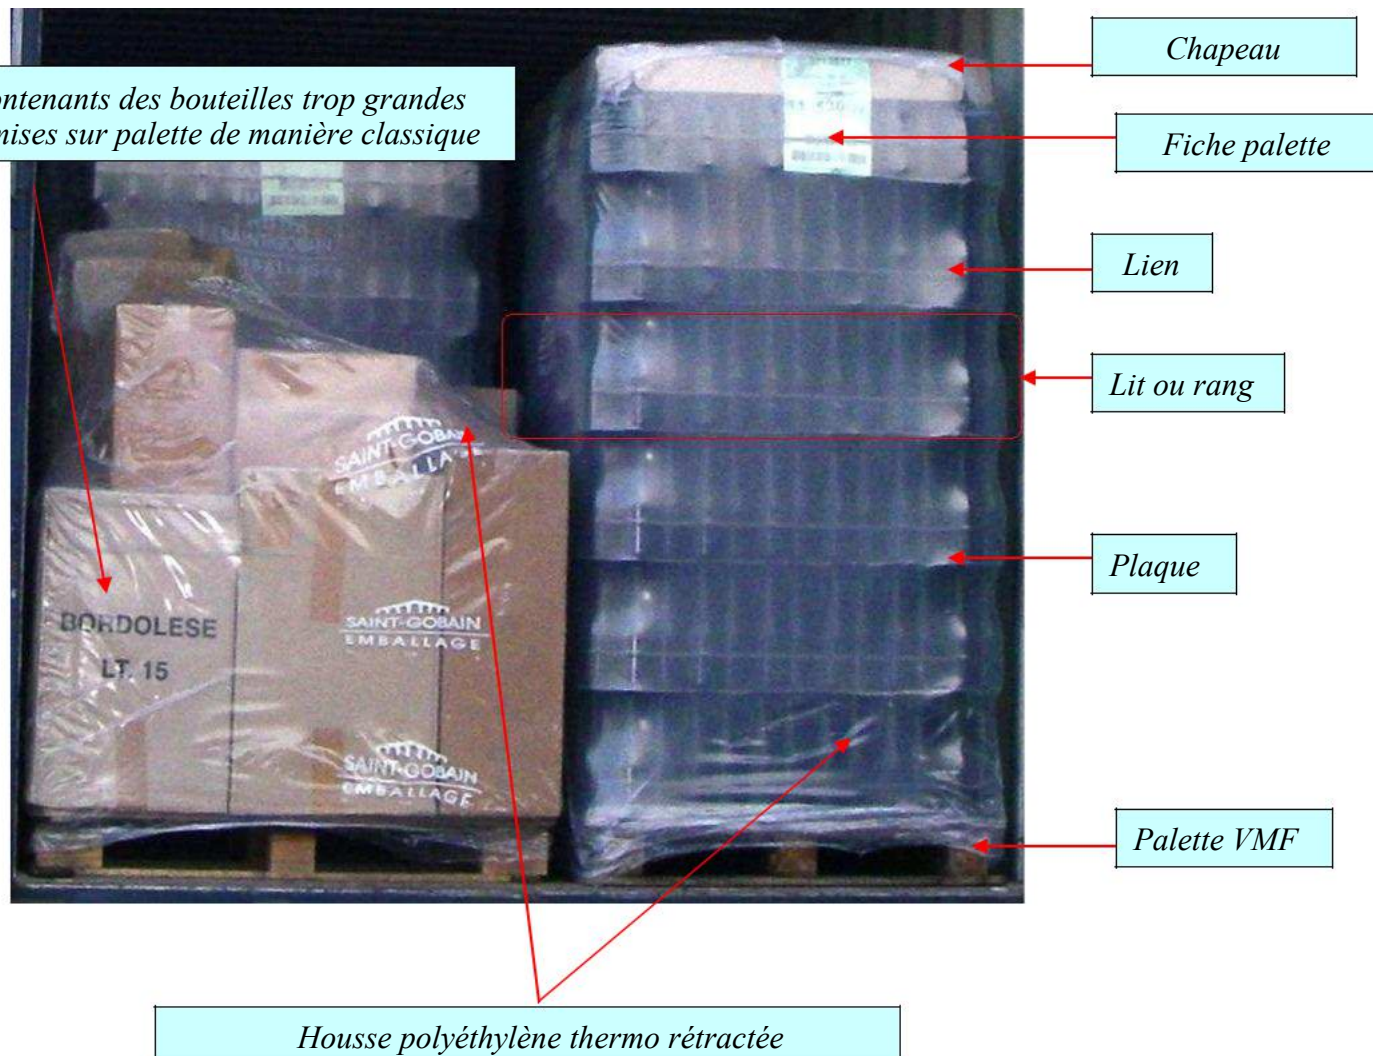 Chapeau
ontenants des bouteilles trop grandes
mises sur palette de manière classique
Fiche palette
Lien
Lit ou rang
SAINT-GOBAIN
EMBALLAGE
Plaque
BORDOLESE
LT. 15
SAINT-GOBAIN
EMBALLAGE
SAINT-GOBAIN
EMBALLAGE
Palette VMF
Housse polyéthylène thermo rétractée